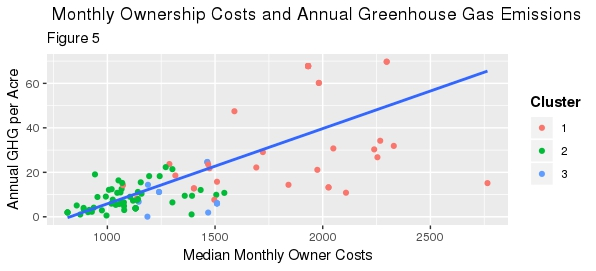 Monthly Ownership Costs and Annual Greenhouse Gas Emissions
Figure 5
Annual GHG per Acre
60
40
20
0
1000 1500 2000 2500
Median Monthly Owner Costs
Cluster
1
2
3